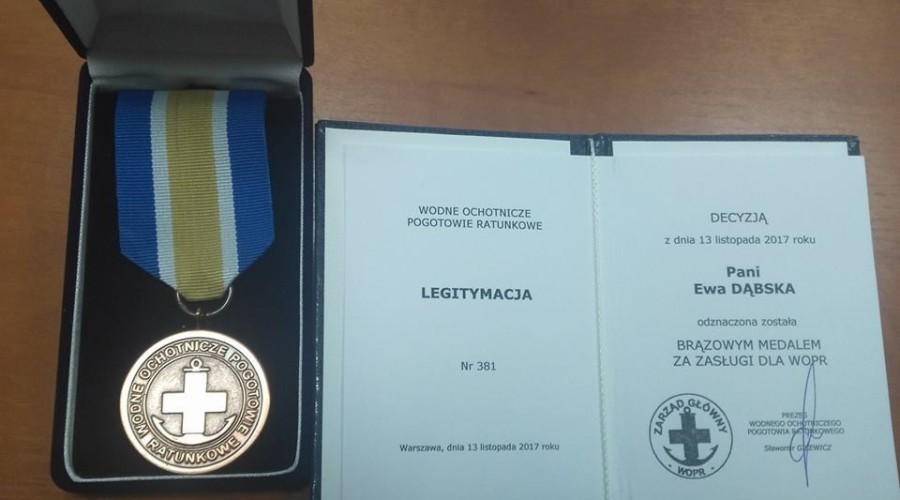 WODNE OCHOTNICZE POGOTOWIE
RATUNKOWE
WODNE OCHOTNICZE
POGOTOWIE RATUNKOWE
LEGITYMACJA
Nr 381
Warszawa, dnia 13 listopada 2017 roku
DECYZJĄ
z dnia 13 listopada 2017 roku
Pani
Ewa DĄBSKA
odznaczona została
BRĄZOWYM MEDALEM
ZA ZASŁUGI DLA WOPR
ZARZĄD GŁÓWNY
WOPR
PREZES
WODNEGO OCHOTNICZEGO
POGOTOWIA RATUNKOWEGO
Sławomir